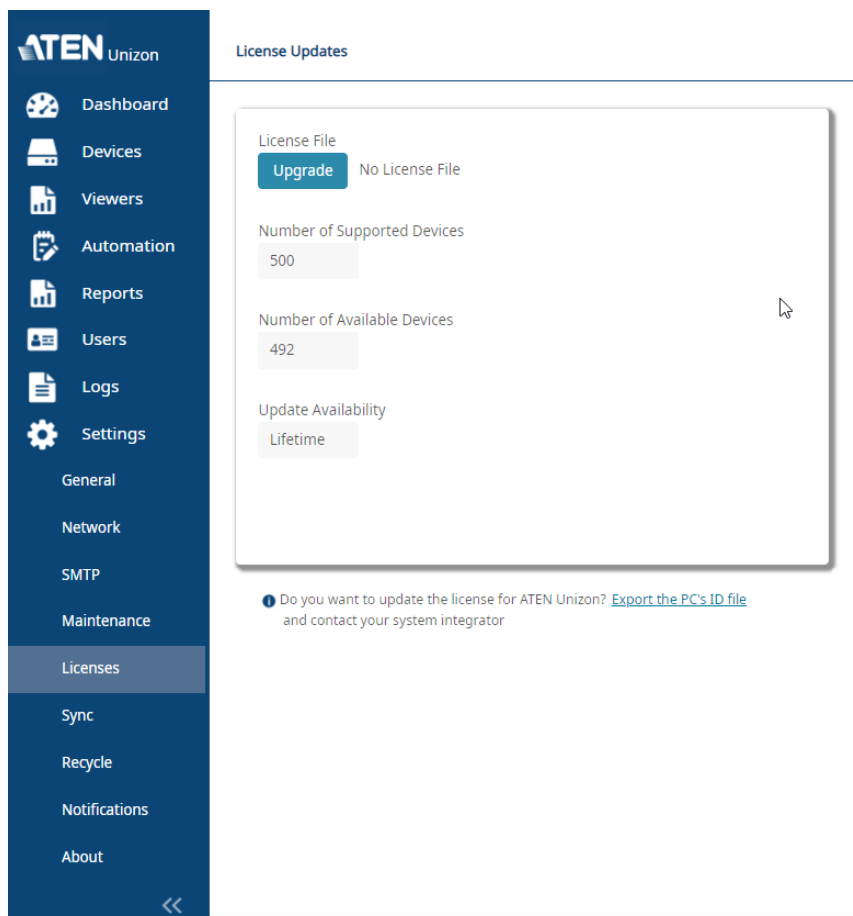 ATEN Unizon
Dashboard
Devices
Viewers
Automation
Reports
Users
Logs
Settings
General
Network
SMTP
Maintenance
Licenses
Sync
Recycle
Notifications
About
License Updates
License File
Upgrade No License File
Number of Supported Devices
500
Number of Available Devices
492
Update Availability
Lifetime
Do you want to update the license for ATEN Unizon? Export the PC's ID file
and contact your system integrator